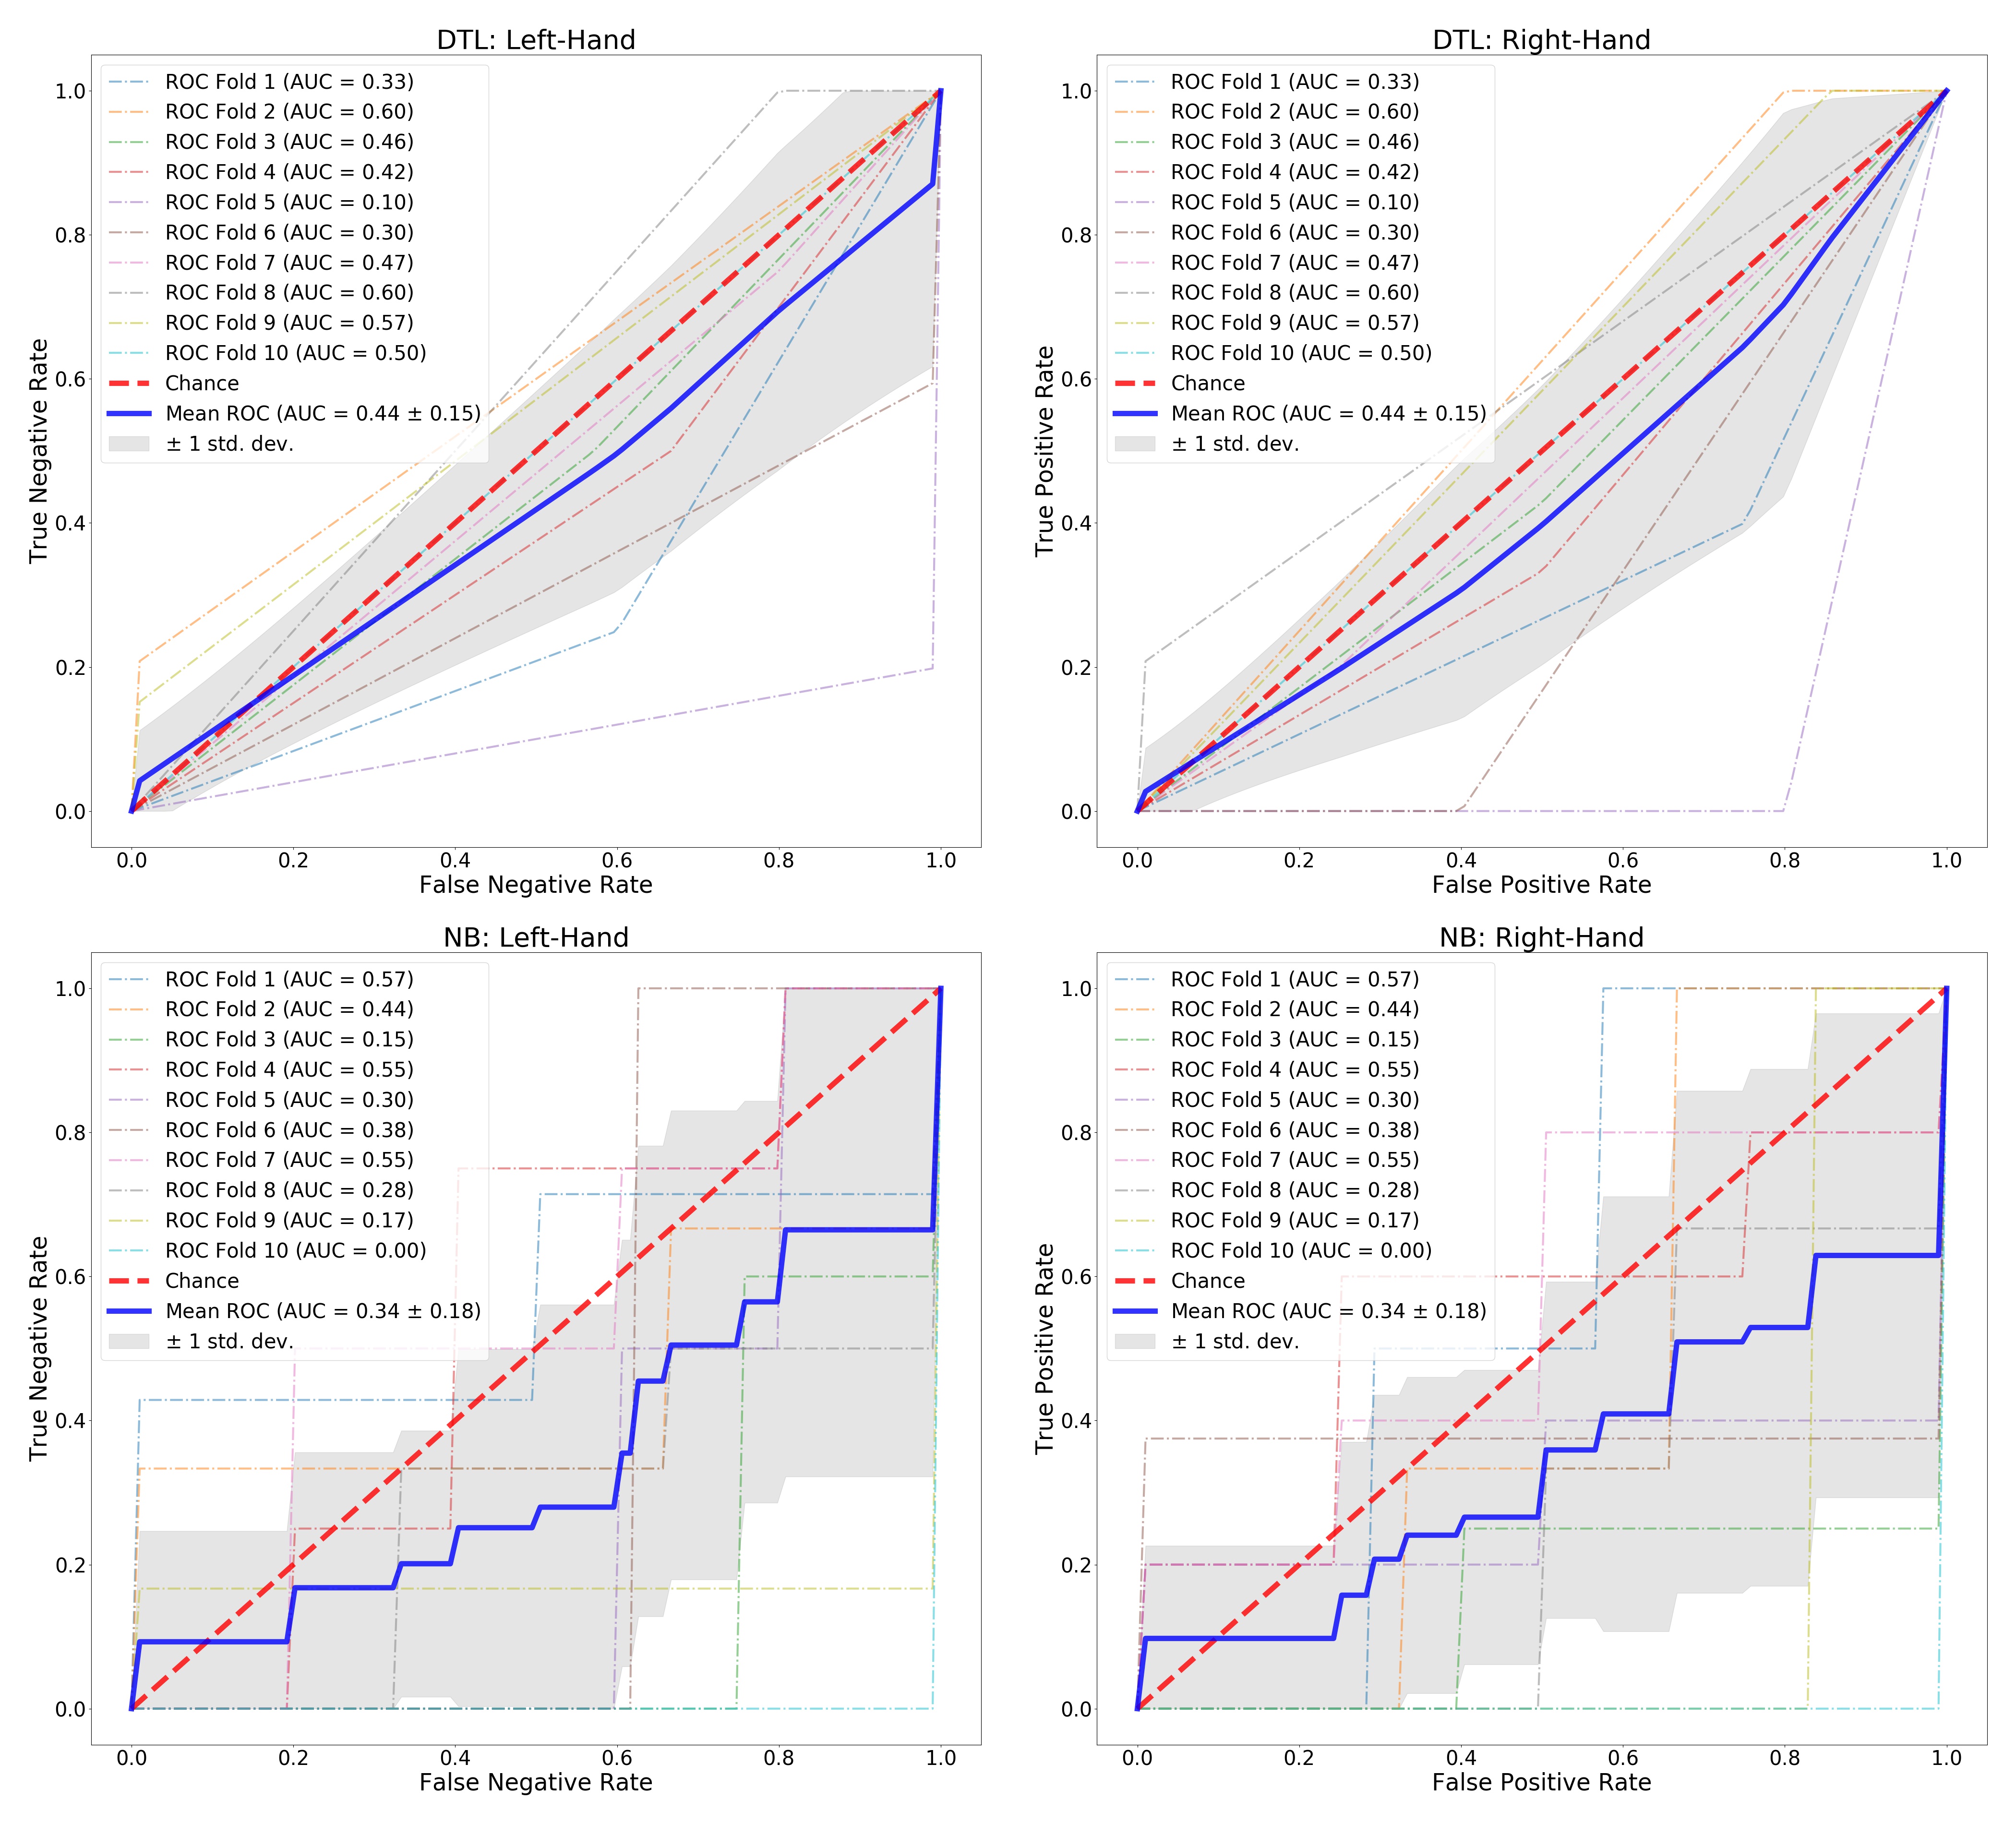 DTL: Left-Hand
ROC Fold 1 (AUC = 0.33)
ROC Fold 2 (AUC = 0.60)
ROC Fold 3 (AUC = 0.46)
ROC Fold 4 (AUC = 0.42)
ROC Fold 5 (AUC = 0.10)
ROC Fold 6 (AUC = 0.30)
ROC Fold 7 (AUC = 0.47)
ROC Fold 8 (AUC = 0.60)
ROC Fold 9 (AUC = 0.57)
ROC Fold 10 (AUC = 0.50)
Chance
Mean ROC (AUC = 0.44 ± 0.15)
± 1 std. dev.
True Negative Rate
1.0
0.8
0.6
0.4
0.2
0.0
0.0 0.2 0.4 0.6 0.8 1.0
False Negative Rate
DTL: Right-Hand
ROC Fold 1 (AUC = 0.33)
ROC Fold 2 (AUC = 0.60)
ROC Fold 3 (AUC = 0.46)
ROC Fold 4 (AUC = 0.42)
ROC Fold 5 (AUC = 0.10)
ROC Fold 6 (AUC = 0.30)
ROC Fold 7 (AUC = 0.47)
ROC Fold 8 (AUC = 0.60)
ROC Fold 9 (AUC = 0.57)
ROC Fold 10 (AUC = 0.50)
Chance
Mean ROC (AUC = 0.44 ± 0.15)
± 1 std. dev.
True Positive Rate
1.0
0.8
0.6
0.4
0.2
0.0
0.0 0.2 0.4 0.6 0.8 1.0
False Positive Rate
NB: Left-Hand
ROC Fold 1 (AUC = 0.57)
ROC Fold 2 (AUC = 0.44)
ROC Fold 3 (AUC = 0.15)
ROC Fold 4 (AUC = 0.55)
ROC Fold 5 (AUC = 0.30)
ROC Fold 6 (AUC = 0.38)
ROC Fold 7 (AUC = 0.55)
ROC Fold 8 (AUC = 0.28)
ROC Fold 9 (AUC = 0.17)
ROC Fold 10 (AUC = 0.00)
Chance
Mean ROC (AUC = 0.34 ± 0.18)
± 1 std. dev.
True Negative Rate
1.0
0.8
0.6
0.4
0.2
0.0
0.0 0.2 0.4 0.6 0.8 1.0
False Negative Rate
NB: Right-Hand
ROC Fold 1 (AUC = 0.57)
ROC Fold 2 (AUC = 0.44)
ROC Fold 3 (AUC = 0.15)
ROC Fold 4 (AUC = 0.55)
ROC Fold 5 (AUC = 0.30)
ROC Fold 6 (AUC = 0.38)
ROC Fold 7 (AUC = 0.55)
ROC Fold 8 (AUC = 0.28)
ROC Fold 9 (AUC = 0.17)
ROC Fold 10 (AUC = 0.00)
Chance
Mean ROC (AUC = 0.34 ± 0.18)
± 1 std. dev.
True Positive Rate
1.0
0.8
0.6
0.4
0.2
0.0
0.0 0.2 0.4 0.6 0.8 1.0
False Positive Rate